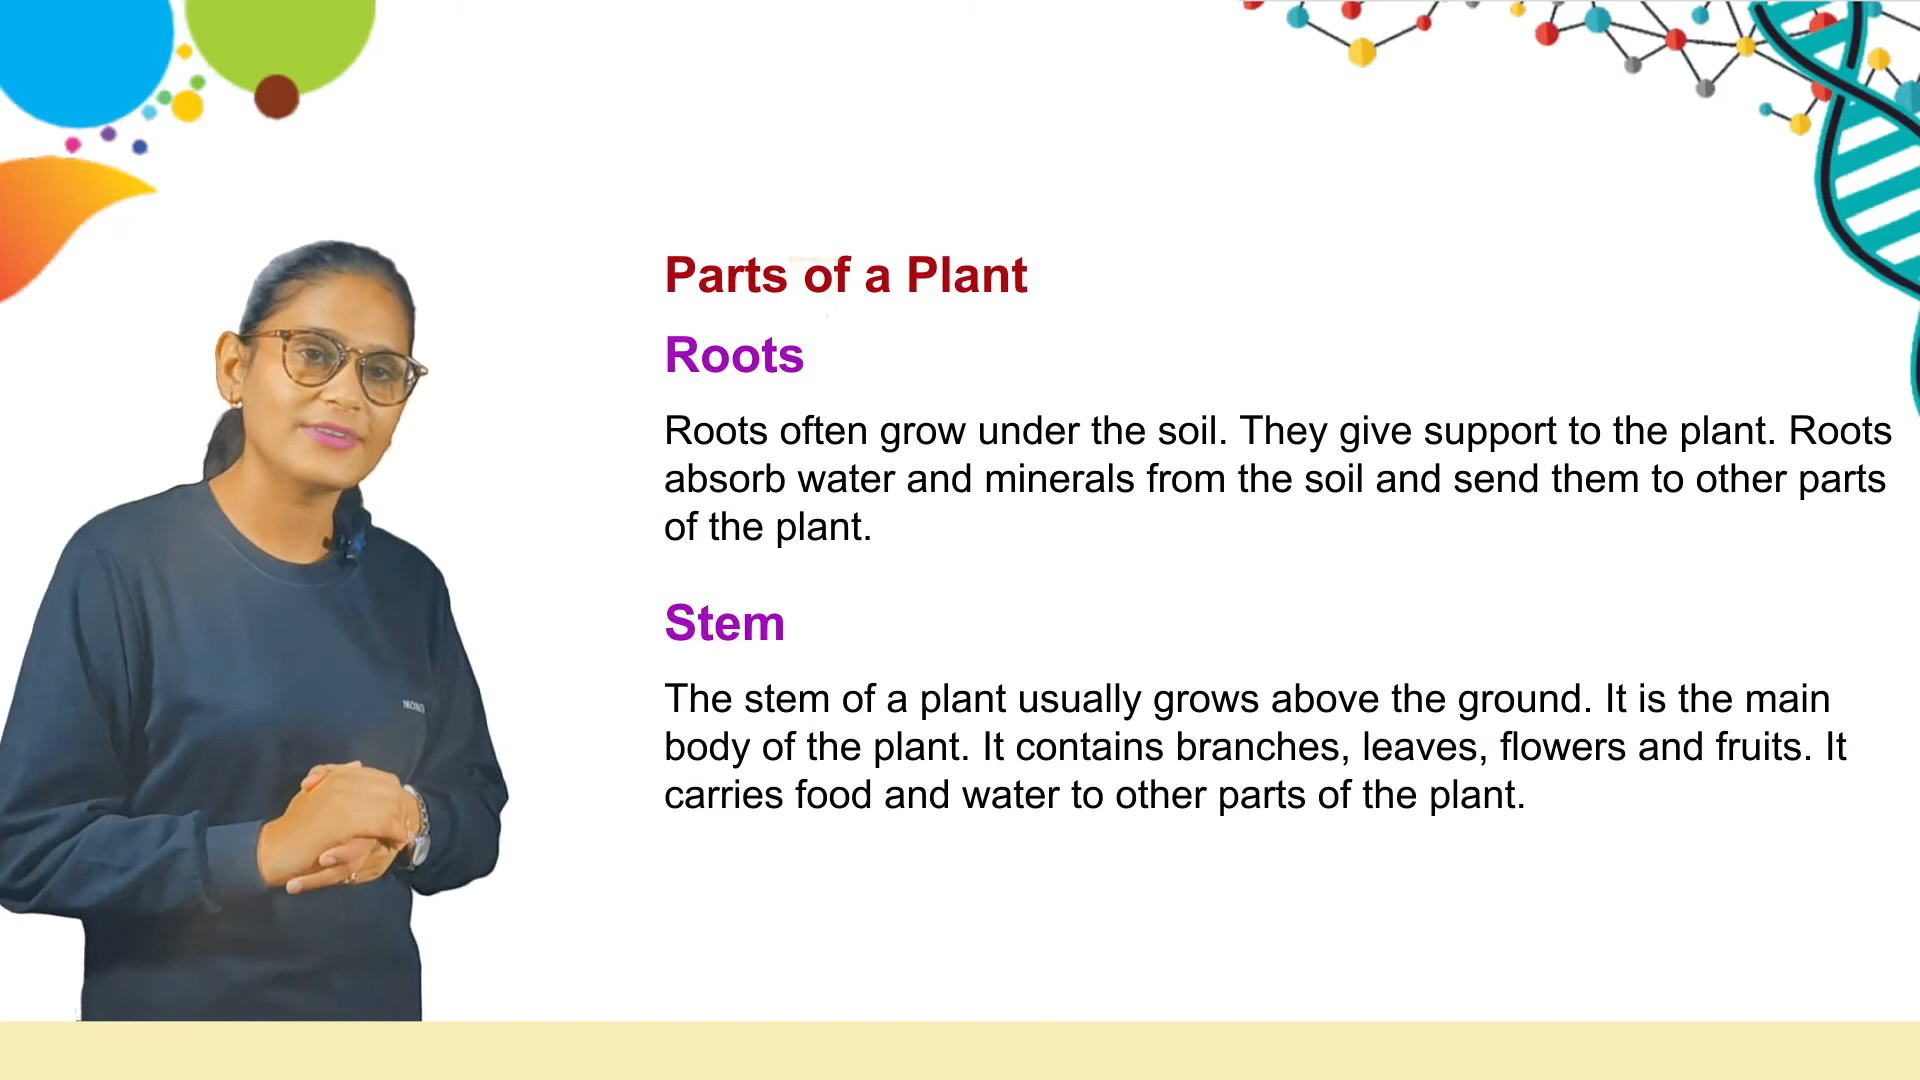 Parts of a Plant
Roots
Roots often grow under the soil. They give support to the plant. Roots
absorb water and minerals from the soil and send them to other parts
of the plant.
Stem
The stem of a plant usually grows above the ground. It is the main
body of the plant. It contains branches, leaves, flowers and fruits. It
carries food and water to other parts of the plant.